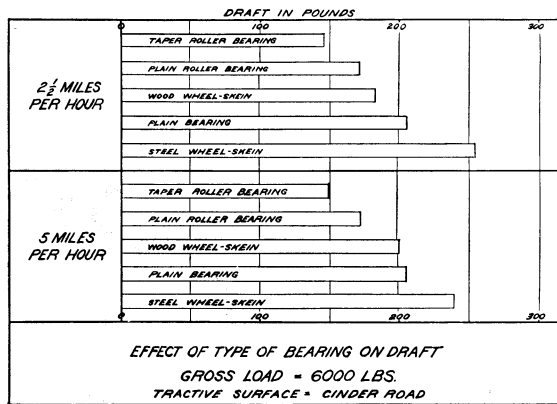 DRAFT IN POUNDS
0 100 200 300
2 1/2 MILES
PER HOUR
TAPER ROLLER BEARING
PLAIN ROLLER BEARING
WOOD WHEEL-SKEIN
PLAIN BEARING
STEEL WHEEL-SKEIN
5 MILES
PER HOUR
TAPER ROLLER BEARING
PLAIN ROLLER BEARING
WOOD WHEEL-SKEIN
PLAIN BEARING
STEEL WHEEL-SKEIN
0 100 200 300
EFFECT OF TYPE OF BEARING ON DRAFT
GROSS LOAD = 6000 LBS.
TRACTIVE SURFACE = CINDER ROAD